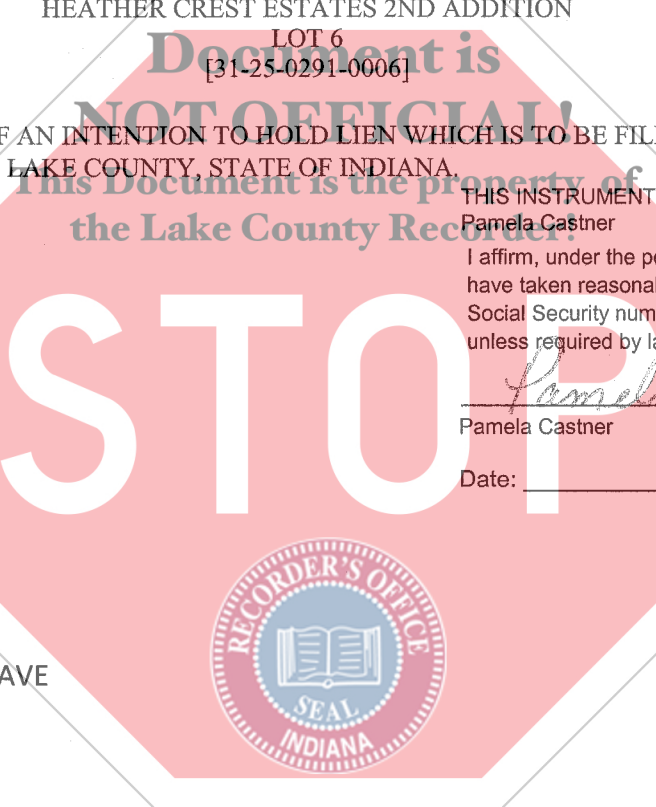 HEATHER CREST ESTATES 2ND ADDITION
LOT 6
[31-25-0291-0006]
Document is
NOT OFFICIAL!
This Document is the property of
the Lake County Recorder!
F AN INTENTION TO HOLD LIEN WHICH IS TO BE FIL
LAKE COUNTY, STATE OF INDIANA.
THIS INSTRUMENT
Pamela Castner
I affirm, under the pe
have taken reasonal
Social Security num
unless required by la
Pamel
Pamela Castner
Date:
STOP
RECORDER'S OFFICE
SEAL
INDIANA
AVE